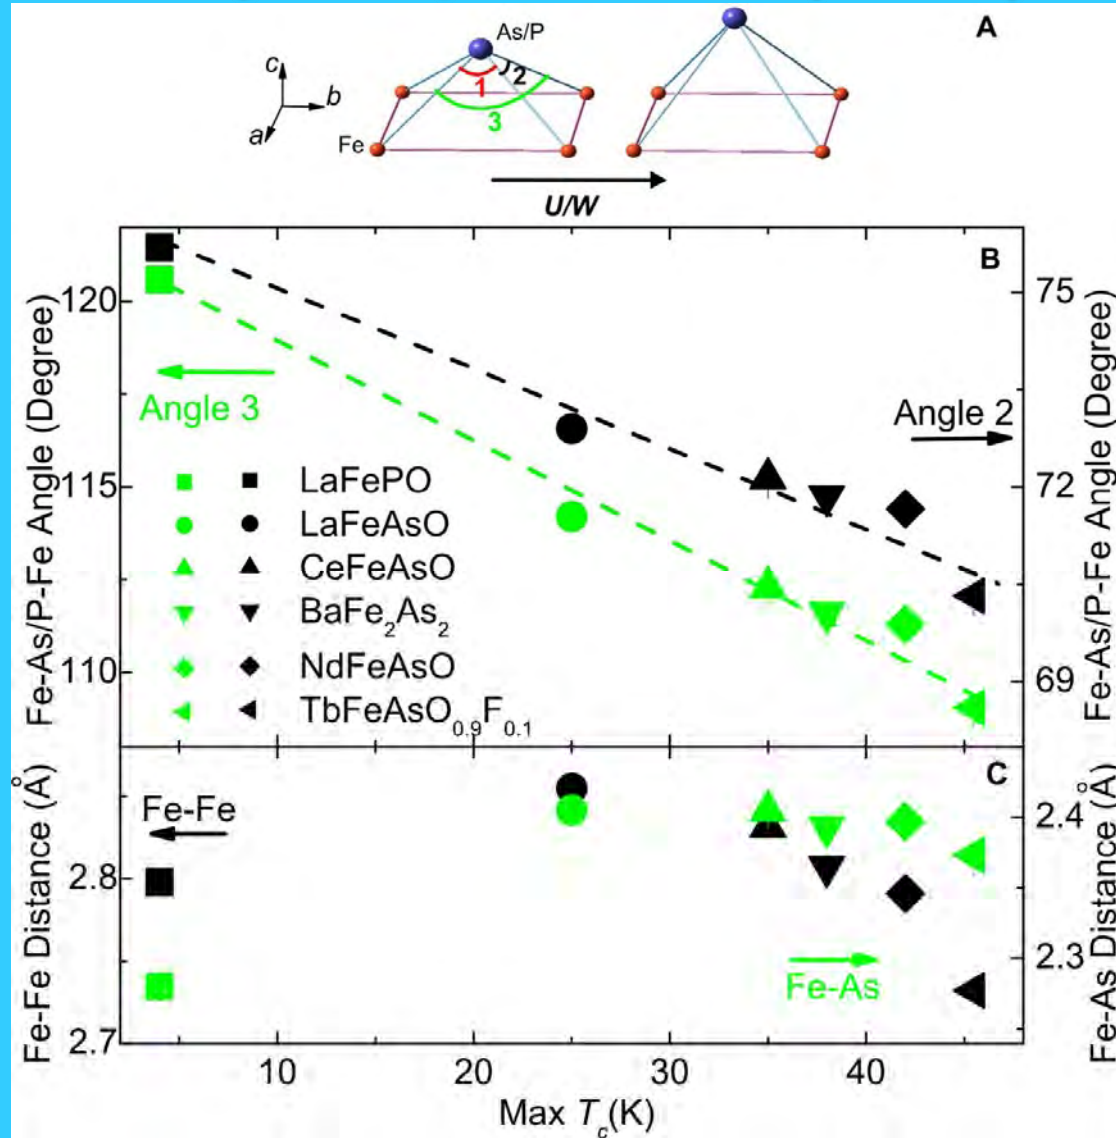 A
As/P
c
b
a
1
2
3
Fe
U/W
B
120
115
110
75
72
69
Fe-As/P-Fe Angle (Degree)
Fe-As/P-Fe Angle (Degree)
Angle 3
Angle 2
LaFePO
LaFeAsO
CeFeAsO
BaFe₂As₂
NdFeAsO
TbFeAsO₀.₉F₀.₁
C
Fe-Fe
Fe-As
2.8
2.7
2.4
2.3
Fe-Fe Distance (Å)
Fe-As Distance (Å)
10 20 30 40
Max T_c(K)